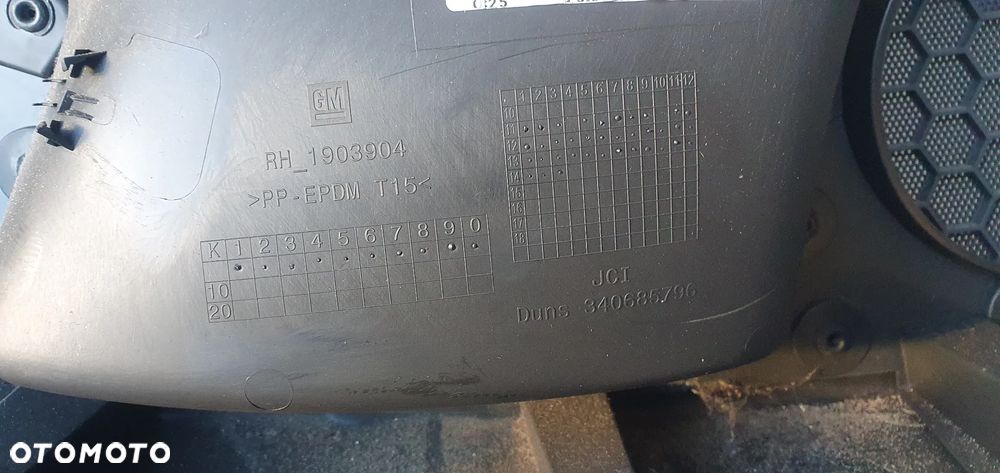 GM
RH_1903904
>PP-EPDM T15<
K 1 2 3 4 5 6 7 8 9 0
10
20
. 1 2 3 4 5 6 7 8 9 10 11 12
10
11
12
13
14
15
16
17
18
JCI
Duns 340685796
OTOMOTO